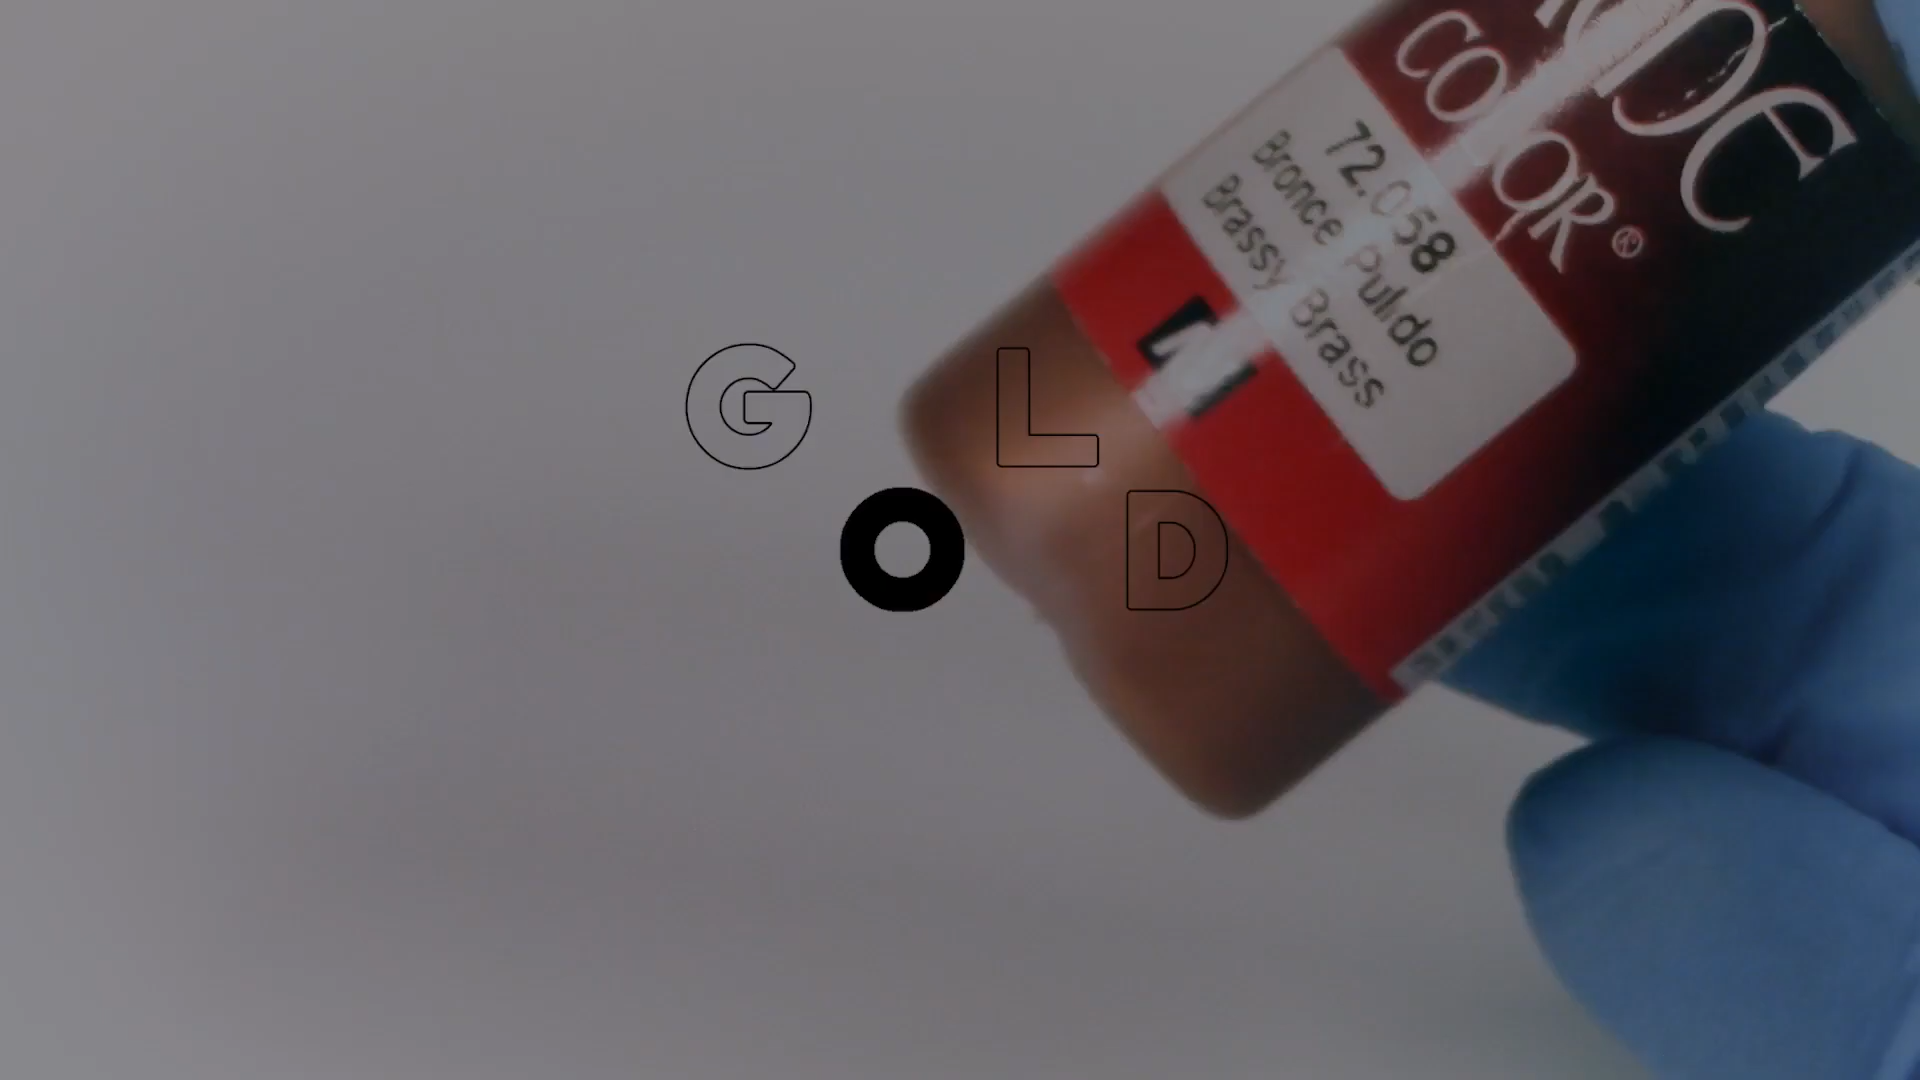 COLOR®
72.058
Bronce Pulido
Brassy Brass
G L
O D